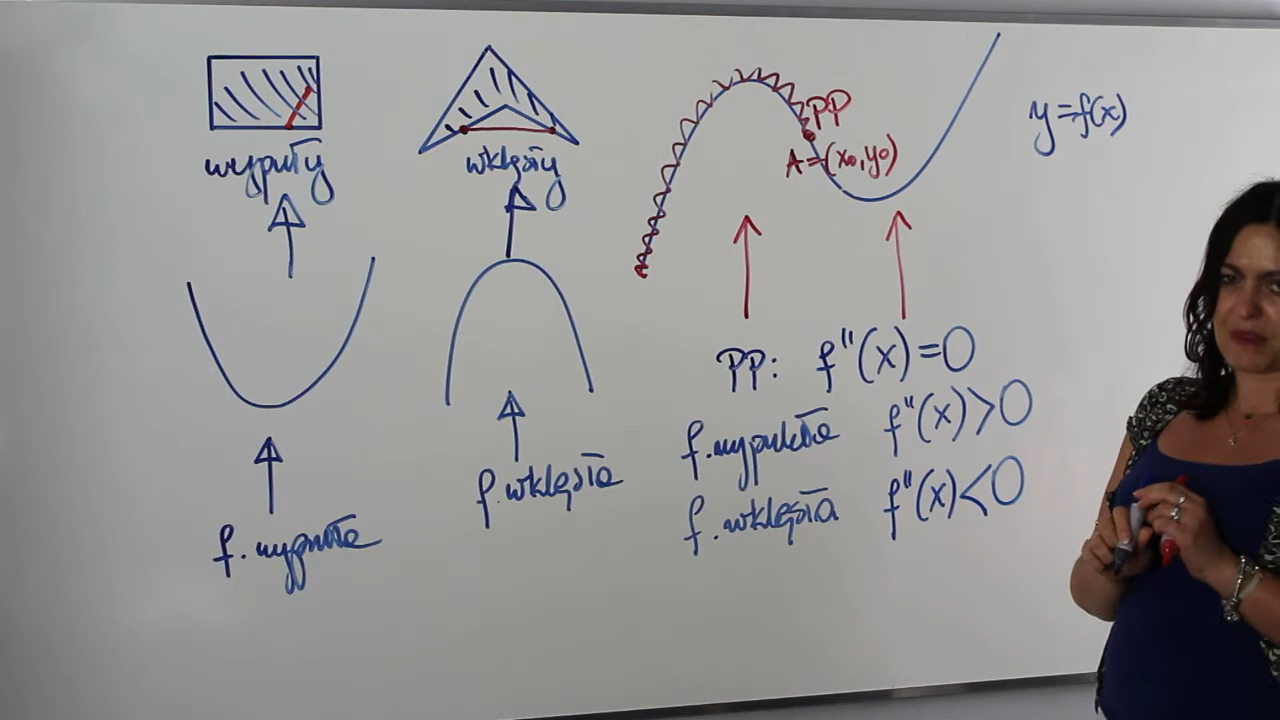 wypukły
wklęsły
f. wypukła
f. wklęsła
PP
A=(x0,y0)
y=f(x)
PP: f"(x)=0
f. wypukła f"(x)>0
f. wklęsła f"(x)<0